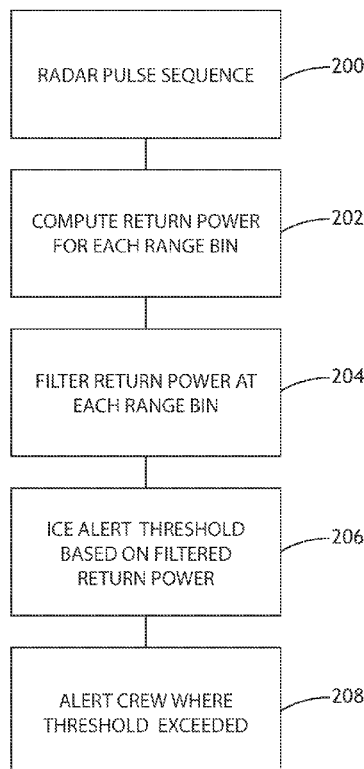 RADAR PULSE SEQUENCE
200
COMPUTE RETURN POWER
FOR EACH RANGE BIN
202
FILTER RETURN POWER AT
EACH RANGE BIN
204
ICE ALERT THRESHOLD
BASED ON FILTERED
RETURN POWER
206
ALERT CREW WHERE
THRESHOLD EXCEEDED
208